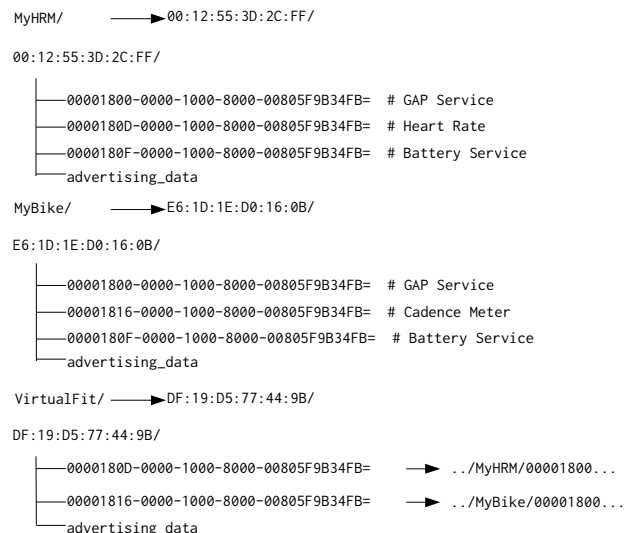 MyHRM/ 00:12:55:3D:2C:FF/
00:12:55:3D:2C:FF/
00001800-0000-1000-8000-00805F9B34FB= # GAP Service
0000180D-0000-1000-8000-00805F9B34FB= # Heart Rate
0000180F-0000-1000-8000-00805F9B34FB= # Battery Service
advertising_data
MyBike/ E6:1D:1E:D0:16:0B/
E6:1D:1E:D0:16:0B/
00001800-0000-1000-8000-00805F9B34FB= # GAP Service
00001816-0000-1000-8000-00805F9B34FB= # Cadence Meter
0000180F-0000-1000-8000-00805F9B34FB= # Battery Service
advertising_data
VirtualFit/ DF:19:D5:77:44:9B/
DF:19:D5:77:44:9B/
0000180D-0000-1000-8000-00805F9B34FB= ../MyHRM/00001800...
00001816-0000-1000-8000-00805F9B34FB= ../MyBike/00001800...
advertising data